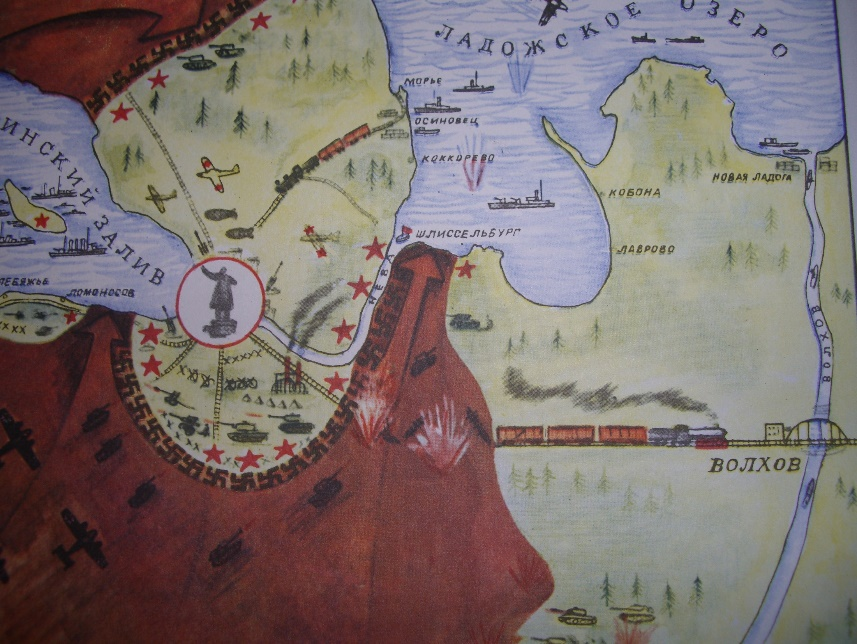 ЛАДОЖСКОЕ ОЗЕРО
МОРЬЕ
ОСИНОВЕЦ
КОККОРЕВО
ИНСКИЙ ЗАЛИВ
КОБОНА
НОВАЯ ЛАДОГА
ШЛИССЕЛЬБУРГ
ЛАВРОВО
НЕВА
ЛЕБЯЖЬЕ
ЛОМОНОСОВ
ВОЛХОВ
ВОЛХОВ